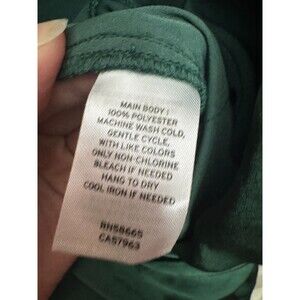 MAIN BODY:
100% POLYESTER
MACHINE WASH COLD,
GENTLE CYCLE,
WITH LIKE COLORS
ONLY NON-CHLORINE
BLEACH IF NEEDED
HANG TO DRY
COOL IRON IF NEEDED
RN58665
CA57963